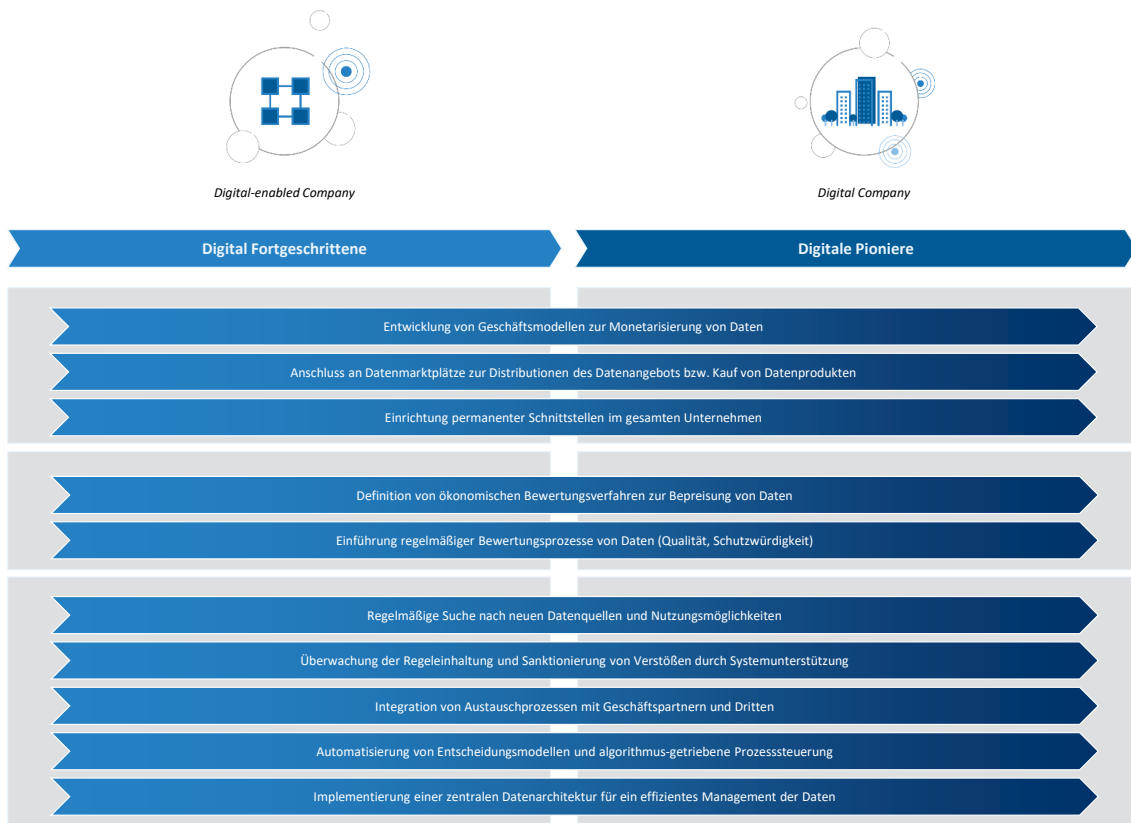 Digital-enabled Company
Digital Company
Digital Fortgeschrittene
Digitale Pioniere
Entwicklung von Geschäftsmodellen zur Monetarisierung von Daten
Anschluss an Datenmarktplätze zur Distributionen des Datenangebots bzw. Kauf von Datenprodukten
Einrichtung permanenter Schnittstellen im gesamten Unternehmen
Definition von ökonomischen Bewertungsverfahren zur Bepreisung von Daten
Einführung regelmäßiger Bewertungsprozesse von Daten (Qualität, Schutzwürdigkeit)
Regelmäßige Suche nach neuen Datenquellen und Nutzungsmöglichkeiten
Überwachung der Regeleinhaltung und Sanktionierung von Verstößen durch Systemunterstützung
Integration von Austauschprozessen mit Geschäftspartnern und Dritten
Automatisierung von Entscheidungsmodellen und algorithmus-getriebene Prozesssteuerung
Implementierung einer zentralen Datenarchitektur für ein effizientes Management der Daten